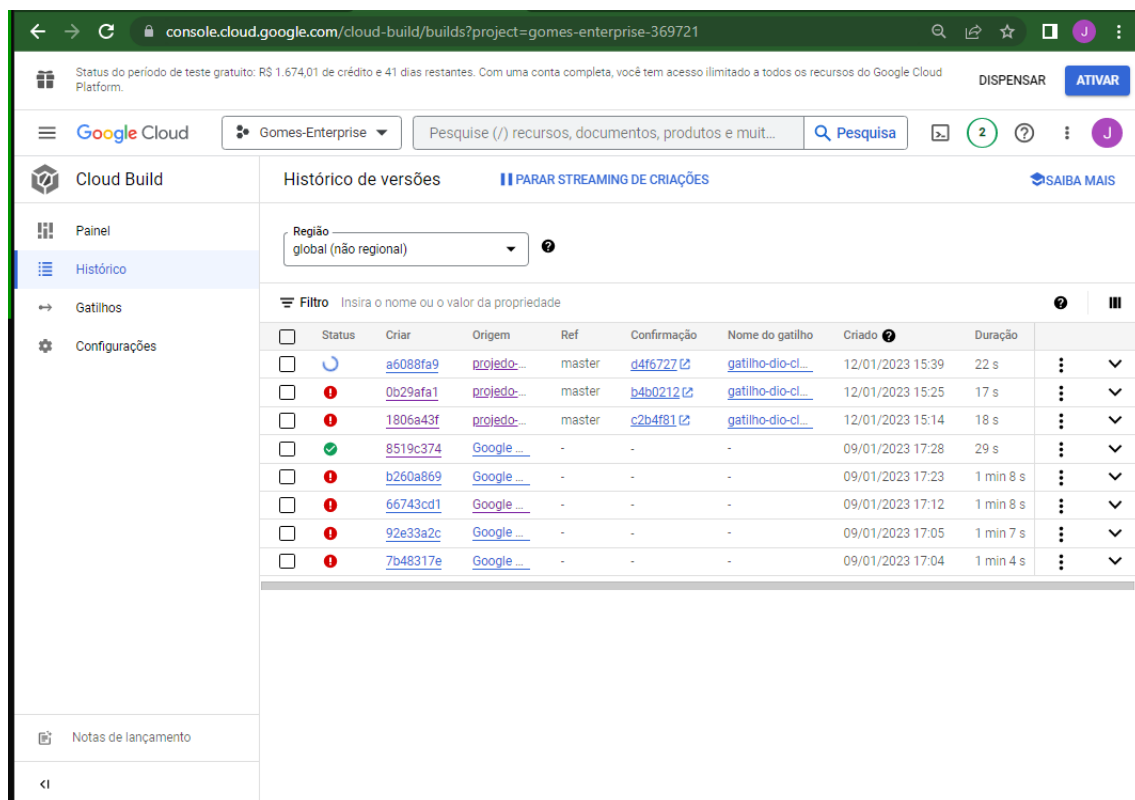 console.cloud.google.com/cloud-build/builds?project=gomes-enterprise-369721
J
Status do período de teste gratuito: R$ 1.674,01 de crédito e 41 dias restantes. Com uma conta completa, você tem acesso ilimitado a todos os recursos do Google Cloud
Platform.
DISPENSAR
ATIVAR
Google Cloud
Gomes-Enterprise
Pesquise (/) recursos, documentos, produtos e muit...
Pesquisa
2
J
Cloud Build
Histórico de versões
PARAR STREAMING DE CRIAÇÕES
SAIBA MAIS
Painel
Histórico
Gatilhos
Configurações
Região
global (não regional)
Filtro Insira o nome ou o valor da propriedade
Status Criar Origem Ref Confirmação Nome do gatilho Criado Duração
a6088fa9 projedo-... master d4f6727 gatilho-dio-cl... 12/01/2023 15:39 22 s
0b29afa1 projedo-... master b4b0212 gatilho-dio-cl... 12/01/2023 15:25 17 s
1806a43f projedo-... master c2b4f81 gatilho-dio-cl... 12/01/2023 15:14 18 s
8519c374 Google ... - - - 09/01/2023 17:28 29 s
b260a869 Google ... - - - 09/01/2023 17:23 1 min 8 s
66743cd1 Google ... - - - 09/01/2023 17:12 1 min 8 s
92e33a2c Google ... - - - 09/01/2023 17:05 1 min 7 s
7b48317e Google ... - - - 09/01/2023 17:04 1 min 4 s
Notas de lançamento